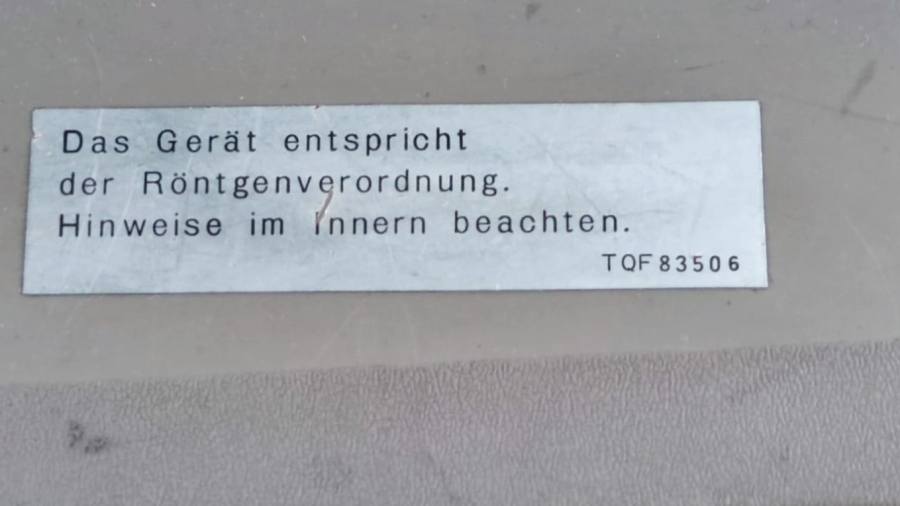 Das Gerät entspricht
der Röntgenverordnung.
Hinweise im Innern beachten.
TQF83506